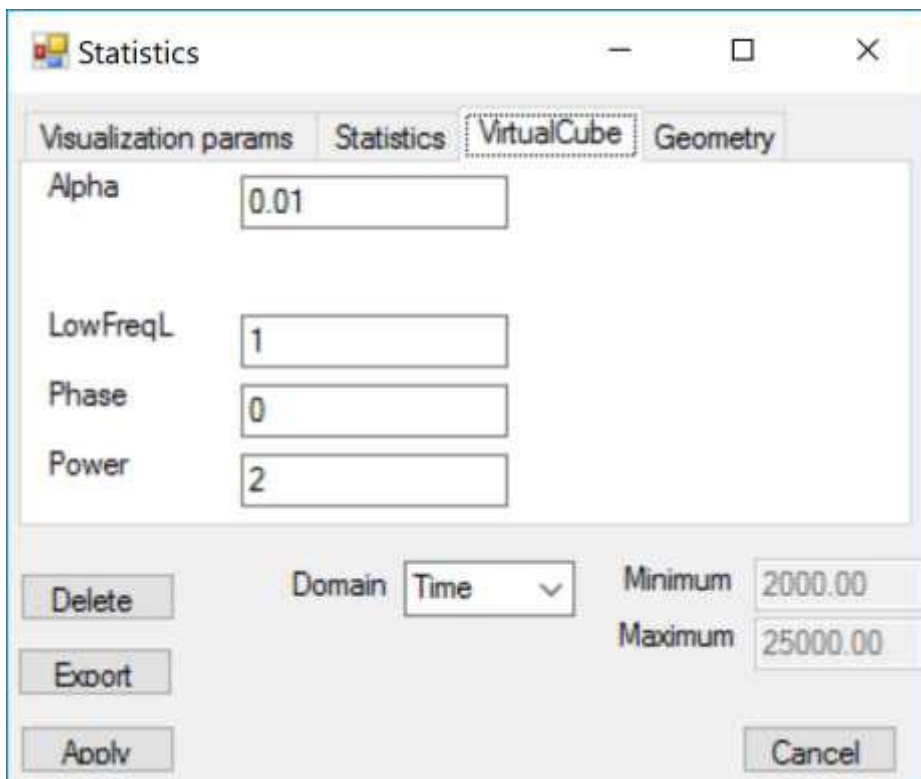 Statistics
Visualization params Statistics VirtualCube Geometry
Alpha 0.01
LowFreqL 1
Phase 0
Power 2
Delete Domain Time Minimum 2000.00
Maximum 25000.00
Export
Apply Cancel